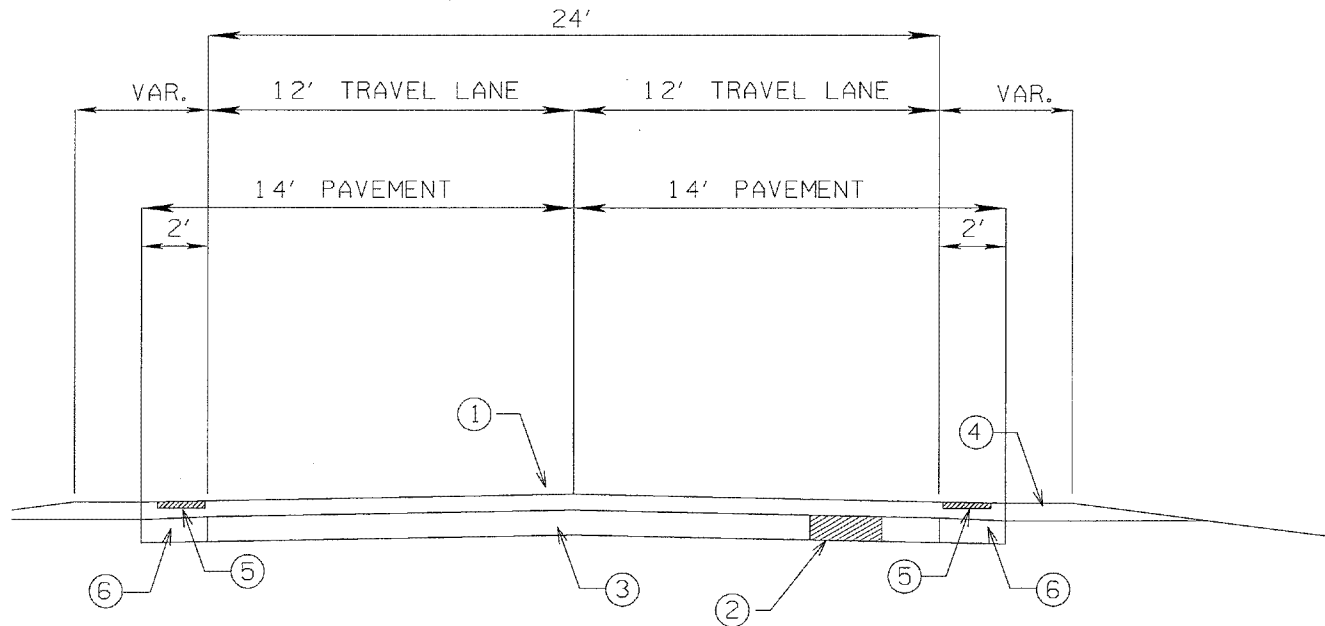 24'
VAR.
12' TRAVEL LANE
12' TRAVEL LANE
VAR.
14' PAVEMENT
14' PAVEMENT
2'
2'
1
4
5
6
3
2
5
6